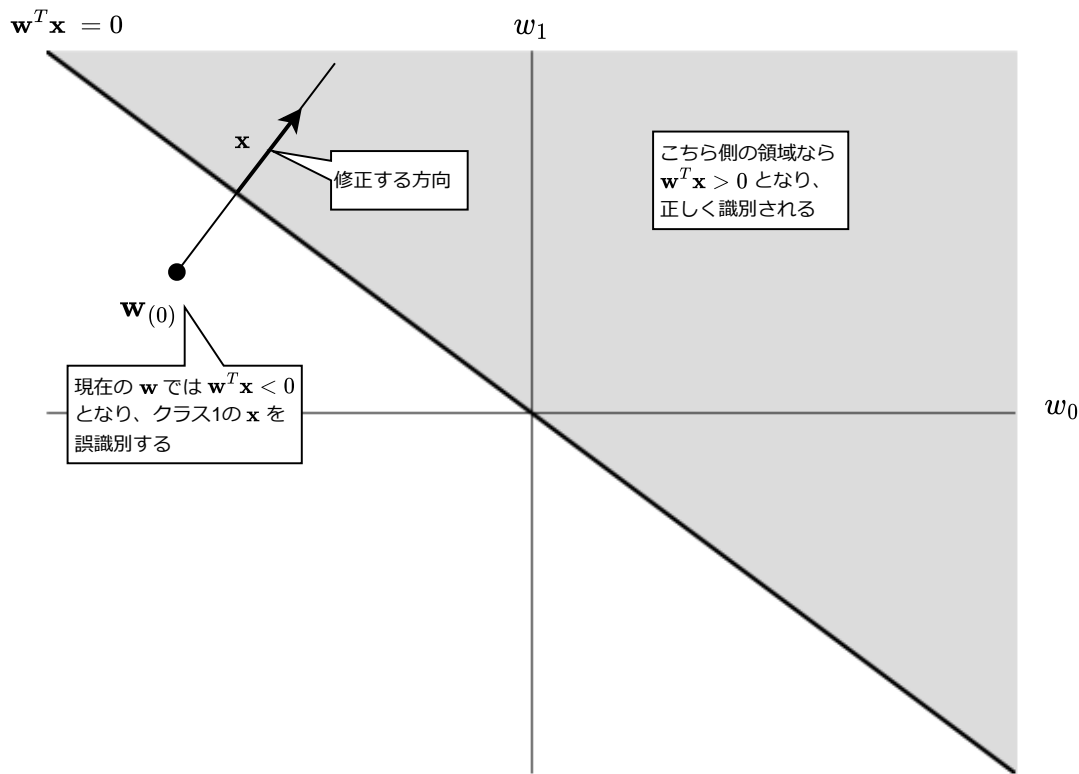 𝐰ᵀ𝐱 = 0
w₁
𝐱
修正する方向
こちら側の領域なら
𝐰ᵀ𝐱 > 0 となり、
正しく識別される
𝐰₍₀₎
現在の 𝐰 では 𝐰ᵀ𝐱 < 0
となり、クラス1の 𝐱 を
誤識別する
w₀